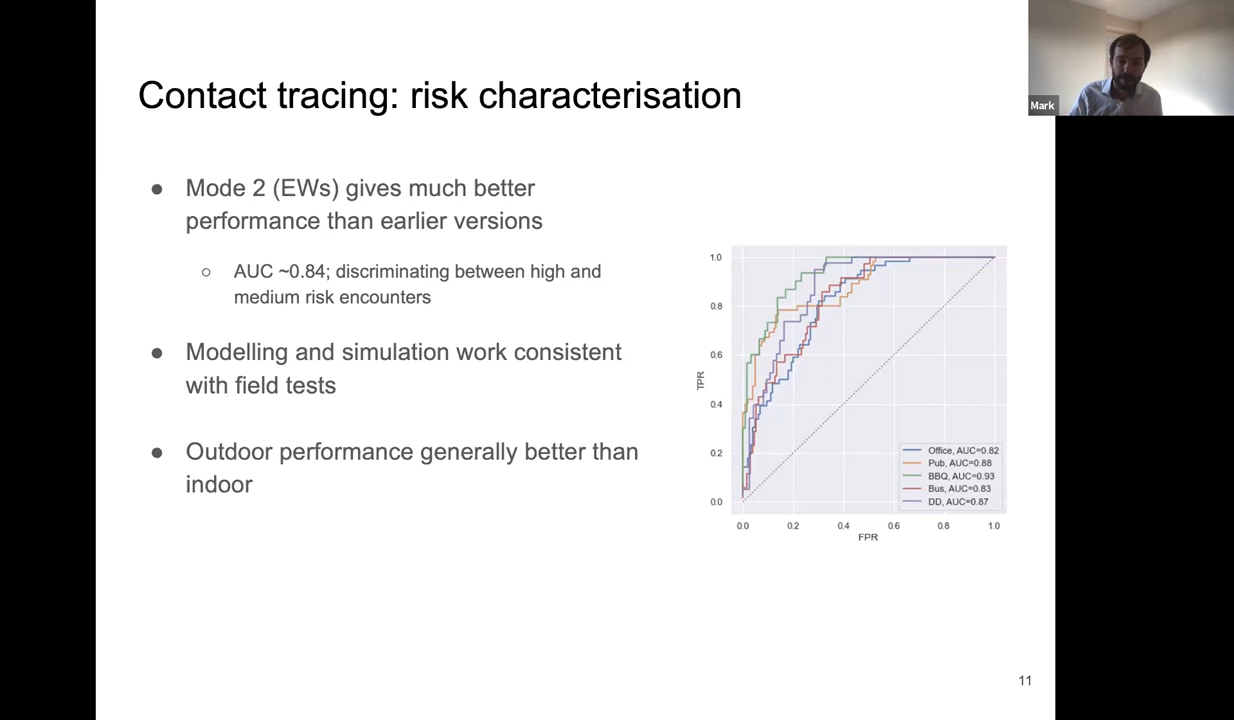 Contact tracing: risk characterisation
Mark
● Mode 2 (EWs) gives much better
performance than earlier versions
○ AUC ~0.84; discriminating between high and
medium risk encounters
● Modelling and simulation work consistent
with field tests
● Outdoor performance generally better than
indoor
1.0
0.8
0.6
0.4
0.2
0.0
TPR
Office, AUC=0.82
Pub, AUC=0.88
BBQ, AUC=0.93
Bus, AUC=0.83
DD, AUC=0.87
0.0 0.2 0.4 0.6 0.8 1.0
FPR
11